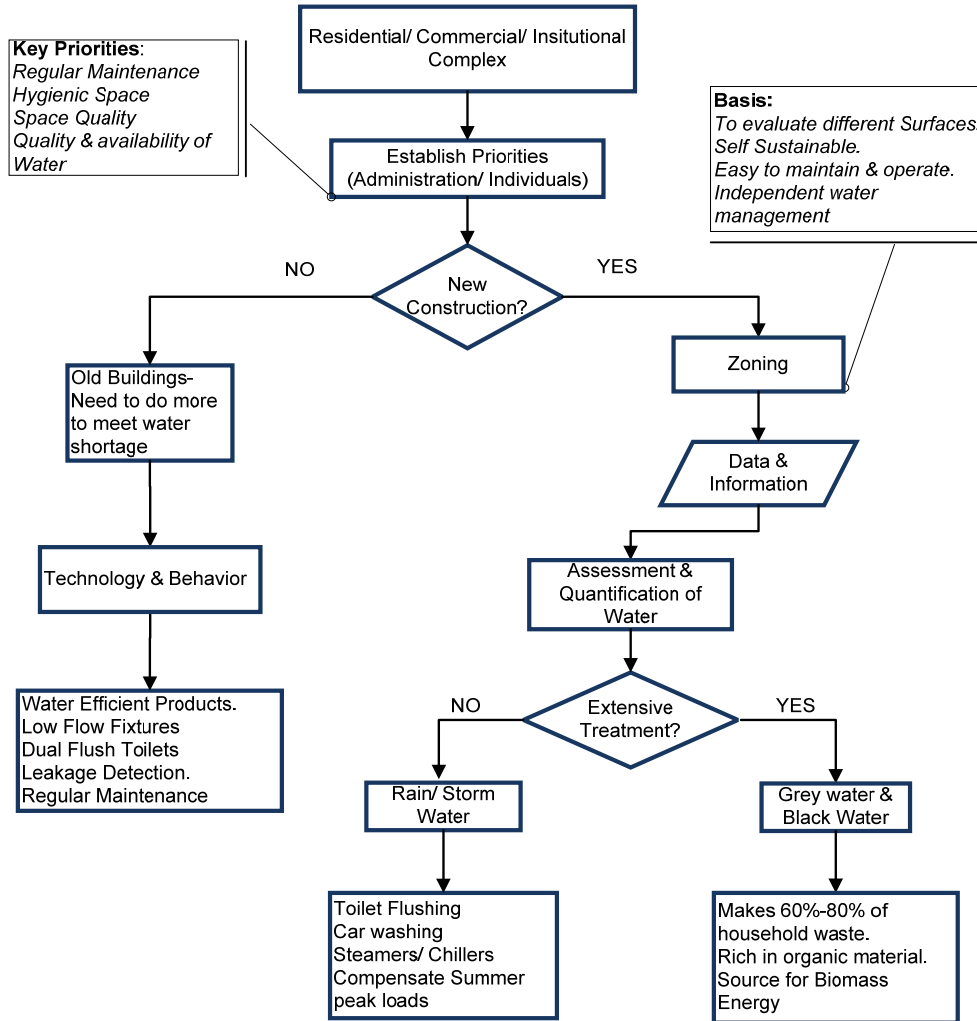 Residential/ Commercial/ Insitutional
Complex
Key Priorities:
Regular Maintenance
Hygienic Space
Space Quality
Quality & availability of
Water
Basis:
To evaluate different Surfaces.
Self Sustainable.
Easy to maintain & operate.
Independent water
management
Establish Priorities
(Administration/ Individuals)
NO
YES
New
Construction?
Old Buildings-
Need to do more
to meet water
shortage
Zoning
Data &
Information
Technology & Behavior
Assessment &
Quantification of
Water
Water Efficient Products.
Low Flow Fixtures
Dual Flush Toilets
Leakage Detection.
Regular Maintenance
NO
YES
Extensive
Treatment?
Rain/ Storm
Water
Grey water &
Black Water
Toilet Flushing
Car washing
Steamers/ Chillers
Compensate Summer
peak loads
Makes 60%-80% of
household waste.
Rich in organic material.
Source for Biomass
Energy